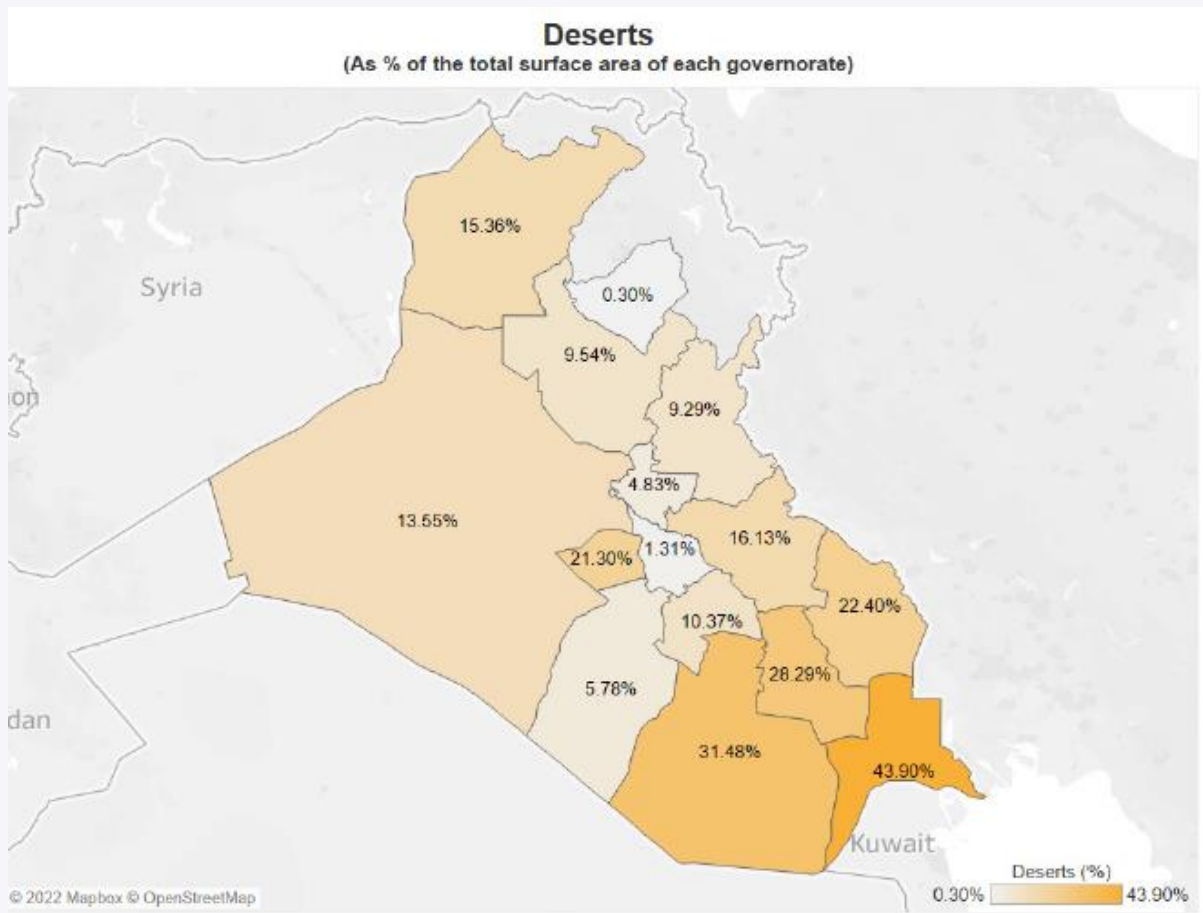 Deserts
(As % of the total surface area of each governorate)
15.36%
Syria
0.30%
9.54%
on
9.29%
4.83%
13.55%
16.13%
1.31%
21.30%
22.40%
10.37%
28.29%
5.78%
dan
31.48%
43.90%
Kuwait
Deserts (%)
0.30% 43.90%
© 2022 Mapbox © OpenStreetMap